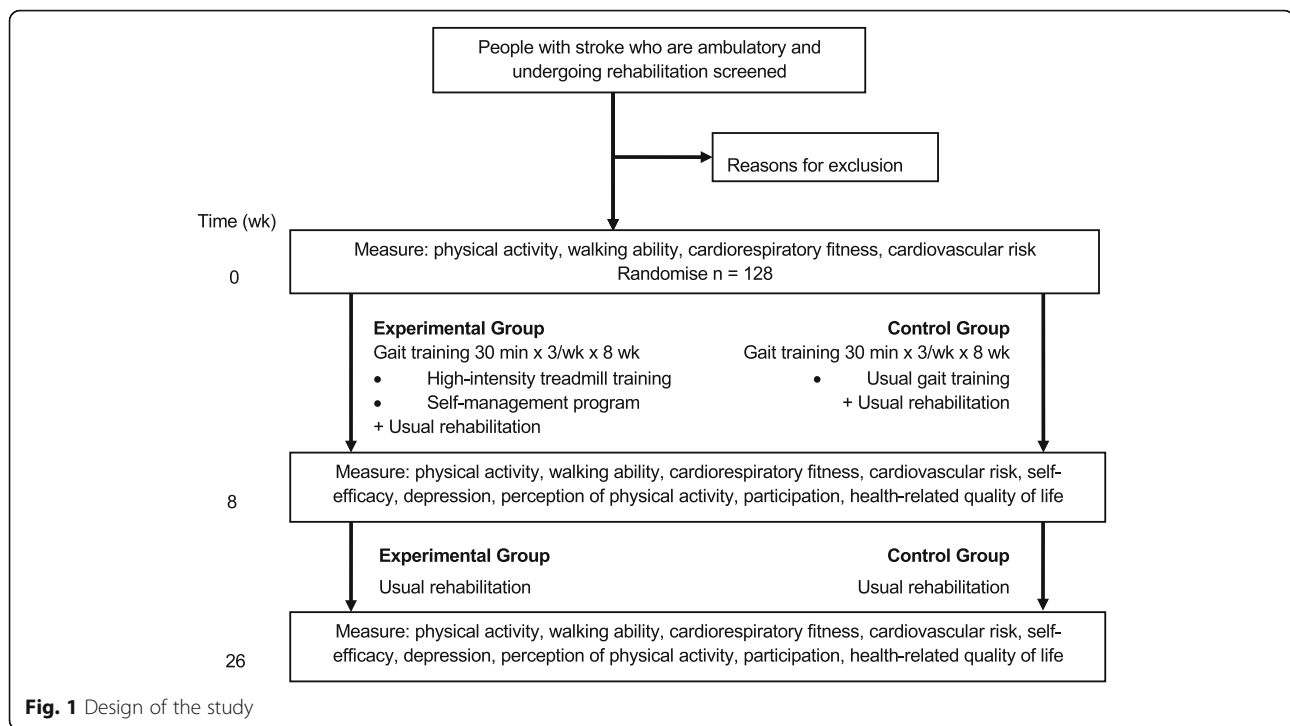 People with stroke who are ambulatory and
undergoing rehabilitation screened
Reasons for exclusion
Time (wk)
Measure: physical activity, walking ability, cardiorespiratory fitness, cardiovascular risk
Randomise n = 128
0
Experimental Group
Gait training 30 min x 3/wk x 8 wk
• High-intensity treadmill training
• Self-management program
+ Usual rehabilitation
Control Group
Gait training 30 min x 3/wk x 8 wk
• Usual gait training
+ Usual rehabilitation
Measure: physical activity, walking ability, cardiorespiratory fitness, cardiovascular risk, self-
efficacy, depression, perception of physical activity, participation, health-related quality of life
8
Experimental Group
Usual rehabilitation
Control Group
Usual rehabilitation
Measure: physical activity, walking ability, cardiorespiratory fitness, cardiovascular risk, self-
efficacy, depression, perception of physical activity, participation, health-related quality of life
26
Fig. 1 Design of the study